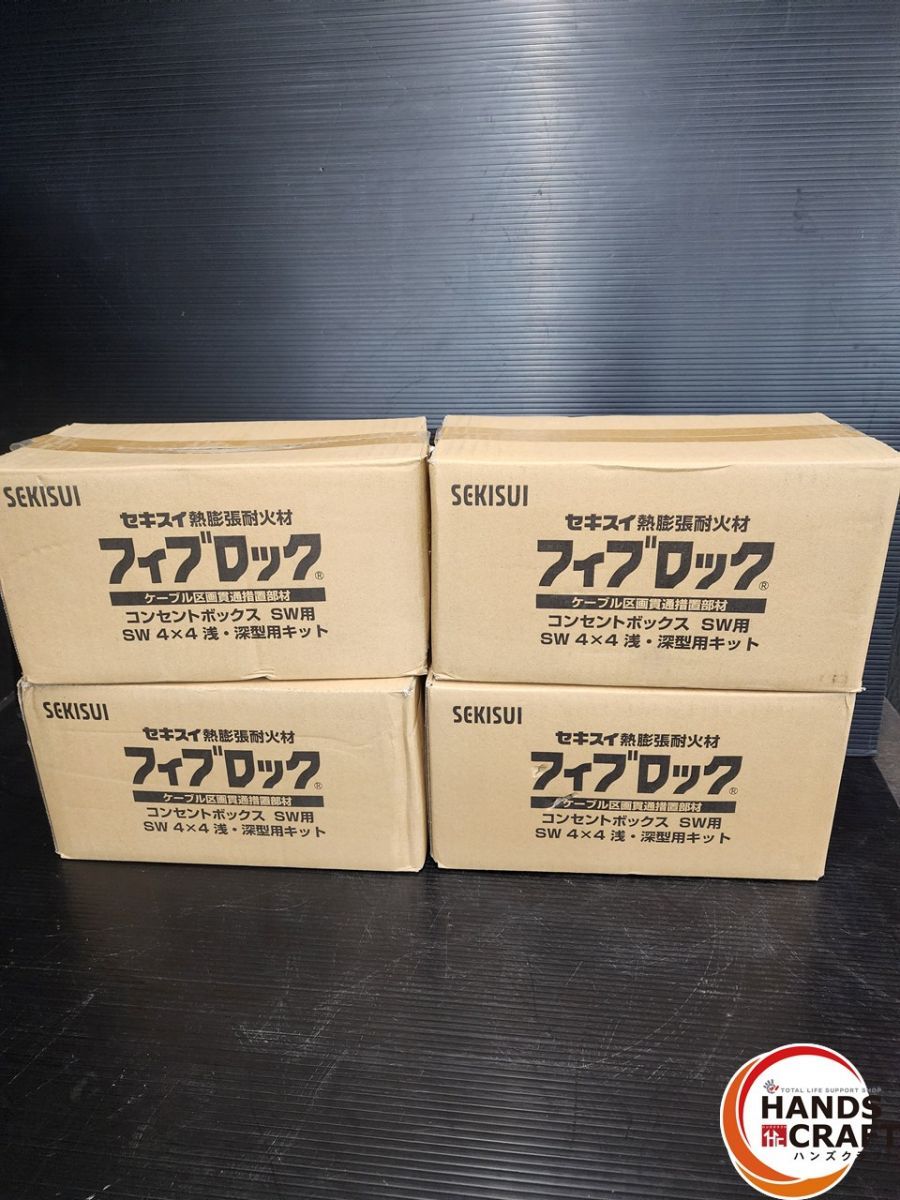 SEKISUI
セキスイ熱膨張耐火材
フィブロック®
ケーブル区画貫通措置部材
コンセントボックス SW用
SW 4×4 浅・深型用キット
SEKISUI
セキスイ熱膨張耐火材
フィブロック®
ケーブル区画貫通措置部材
コンセントボックス SW用
SW 4×4 浅・深型用キット
SEKISUI
セキスイ熱膨張耐火材
フィブロック®
ケーブル区画貫通措置部材
コンセントボックス SW用
SW 4×4 浅・深型用キット
SEKISUI
セキスイ熱膨張耐火材
フィブロック®
ケーブル区画貫通措置部材
コンセントボックス SW用
SW 4×4 浅・深型用キット
TOTAL LIFE SUPPORT SHOP
HANDS
CRAFT
ハンズク